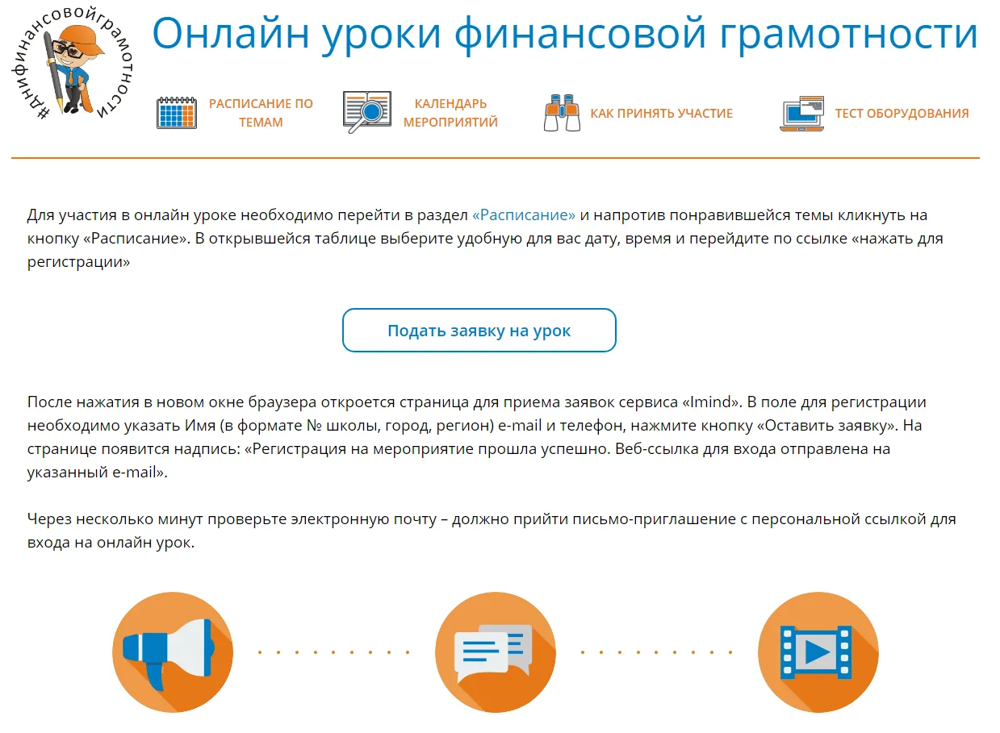 #днифинансовойграмотности
Онлайн уроки финансовой грамотности
РАСПИСАНИЕ ПО
ТЕМАМ
КАЛЕНДАРЬ
МЕРОПРИЯТИЙ
КАК ПРИНЯТЬ УЧАСТИЕ
ТЕСТ ОБОРУДОВАНИЯ
Для участия в онлайн уроке необходимо перейти в раздел «Расписание» и напротив понравившейся темы кликнуть на
кнопку «Расписание». В открывшейся таблице выберите удобную для вас дату, время и перейдите по ссылке «нажать для
регистрации»
Подать заявку на урок
После нажатия в новом окне браузера откроется страница для приема заявок сервиса «Imind». В поле для регистрации
необходимо указать Имя (в формате № школы, город, регион) e-mail и телефон, нажмите кнопку «Оставить заявку». На
странице появится надпись: «Регистрация на мероприятие прошла успешно. Веб-ссылка для входа отправлена на
указанный e-mail».
Через несколько минут проверьте электронную почту – должно прийти письмо-приглашение с персональной ссылкой для
входа на онлайн урок.